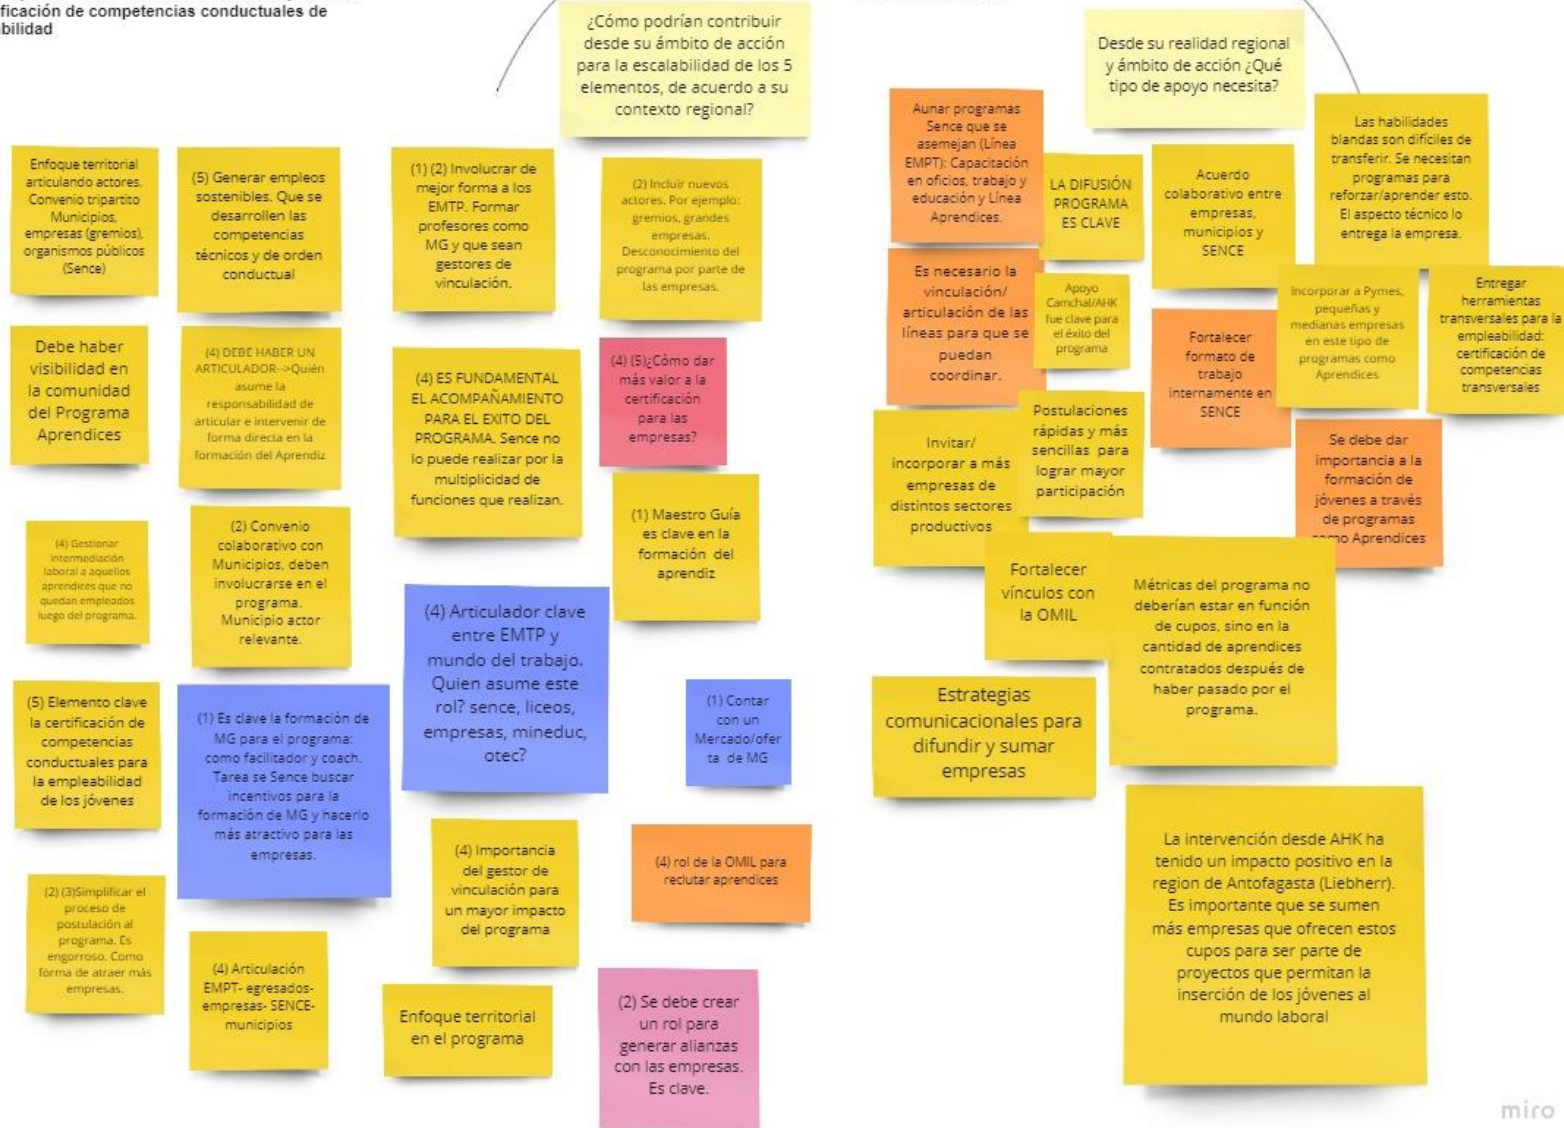 ficación de competencias conductuales de
bilidad
¿Cómo podrían contribuir
desde su ámbito de acción
para la escalabilidad de los 5
elementos, de acuerdo a su
contexto regional?
Enfoque territorial
articulando actores.
Convenio tripartito
Municipios,
empresas (gremios),
organismos públicos
(Sence)
(5) Generar empleos
sostenibles. Que se
desarrollen las
competencias
técnicos y de orden
conductual
(1) (2) Involucrar de
mejor forma a los
EMTP. Formar
profesores como
MG y que sean
gestores de
vinculación.
(2) Incluir nuevos
actores. Por ejemplo:
gremios, grandes
empresas.
Desconocimiento del
programa por parte de
las empresas.
Debe haber
visibilidad en
la comunidad
del Programa
Aprendices
(4) DEBE HABER UN
ARTICULADOR-->Quién
asume la
responsabilidad de
articular e intervenir de
forma directa en la
formación del Aprendiz
(4) ES FUNDAMENTAL
EL ACOMPAÑAMIENTO
PARA EL EXITO DEL
PROGRAMA. Sence no
lo puede realizar por la
multiplicidad de
funciones que realizan.
(4) (5)¿Cómo dar
más valor a la
certificación
para las
empresas?
(1) Maestro Guía
es clave en la
formación del
aprendiz
(4) Gestionar
intermediación
laboral a aquellos
aprendices que no
quedan empleados
luego del programa.
(2) Convenio
colaborativo con
Municipios, deben
involucrarse en el
programa.
Municipio actor
relevante.
(4) Articulador clave
entre EMTP y
mundo del trabajo.
Quien asume este
rol? sence, liceos,
empresas, mineduc,
otec?
(1) Contar
con un
Mercado/ofer
ta de MG
(5) Elemento clave
la certificación de
competencias
conductuales para
la empleabilidad
de los jóvenes
(1) Es clave la formación de
MG para el programa:
como facilitador y coach.
Tarea se Sence buscar
incentivos para la
formación de MG y hacerlo
más atractivo para las
empresas.
(4) Importancia
del gestor de
vinculación para
un mayor impacto
del programa
(4) rol de la OMIL para
reclutar aprendices
(2) (3)Simplificar el
proceso de
postulación al
programa. Es
engorroso. Como
forma de atraer más
empresas.
(4) Articulación
EMPT- egresados-
empresas- SENCE-
municipios
Enfoque territorial
en el programa
(2) Se debe crear
un rol para
generar alianzas
con las empresas.
Es clave.
Desde su realidad regional
y ámbito de acción ¿Qué
tipo de apoyo necesita?
Aunar programas
Sence que se
asemejan (Línea
EMPT): Capacitación
en oficios, trabajo y
educación y Línea
Aprendices.
LA DIFUSIÓN
PROGRAMA
ES CLAVE
Acuerdo
colaborativo entre
empresas,
municipios y
SENCE
Las habilidades
blandas son difíciles de
transferir. Se necesitan
programas para
reforzar/aprender esto.
El aspecto técnico lo
entrega la empresa.
Es necesario la
vinculación/
articulación de las
líneas para que se
puedan
coordinar.
Apoyo
Camchal/AHK
fue clave para
el éxito del
programa
Fortalecer
formato de
trabajo
internamente en
SENCE
Incorporar a Pymes,
pequeñas y
medianas empresas
en este tipo de
programas como
Aprendices
Entregar
herramientas
transversales para la
empleabilidad:
certificación de
competencias
transversales
Invitar/
incorporar a más
empresas de
distintos sectores
productivos
Postulaciones
rápidas y más
sencillas para
lograr mayor
participación
Se debe dar
importancia a la
formación de
jóvenes a través
de programas
como Aprendices
Fortalecer
vínculos con
la OMIL
Métricas del programa no
deberían estar en función
de cupos, sino en la
cantidad de aprendices
contratados después de
haber pasado por el
programa.
Estrategias
comunicacionales para
difundir y sumar
empresas
La intervención desde AHK ha
tenido un impacto positivo en la
region de Antofagasta (Liebherr).
Es importante que se sumen
más empresas que ofrecen estos
cupos para ser parte de
proyectos que permitan la
inserción de los jóvenes al
mundo laboral
miro